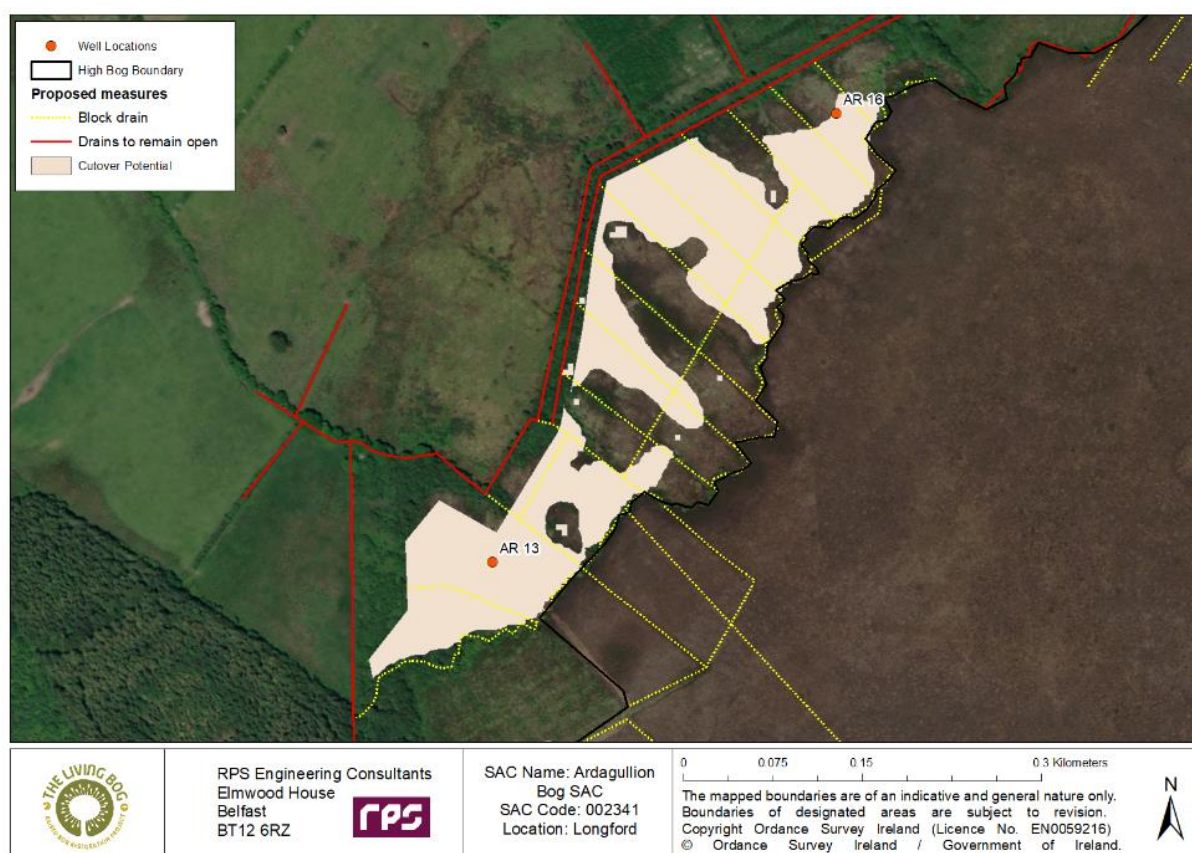 Well Locations
High Bog Boundary
Proposed measures
Block drain
Drains to remain open
Cutover Potential
AR 16
AR 13
THE LIVING BOG
RAISED BOG RESTORATION PROJECT
RPS Engineering Consultants
Elmwood House
Belfast
BT12 6RZ
rps
SAC Name: Ardagullion
Bog SAC
SAC Code: 002341
Location: Longford
0 0.075 0.15 0.3 Kilometers
The mapped boundaries are of an indicative and general nature only.
Boundaries of designated areas are subject to revision.
Copyright Ordance Survey Ireland (Licence No. EN0059216)
© Ordance Survey Ireland / Government of Ireland.
N